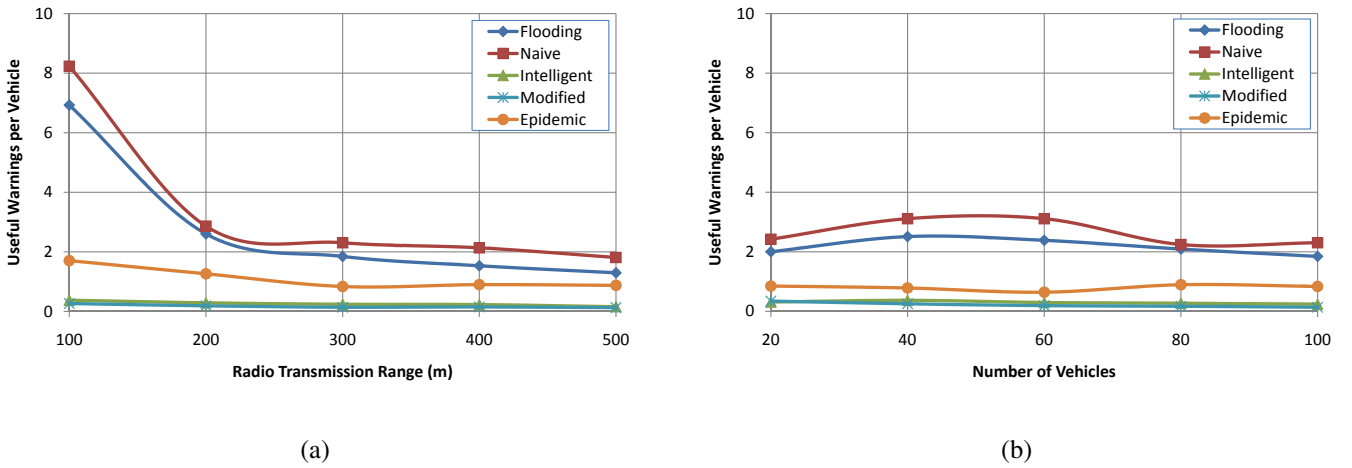 10
8
6
4
2
0
Useful Warnings per Vehicle
Flooding
Naive
Intelligent
Modified
Epidemic
100 200 300 400 500
Radio Transmission Range (m)
(a)
10
8
6
4
2
0
Useful Warnings per Vehicle
Flooding
Naive
Intelligent
Modified
Epidemic
20 40 60 80 100
Number of Vehicles
(b)